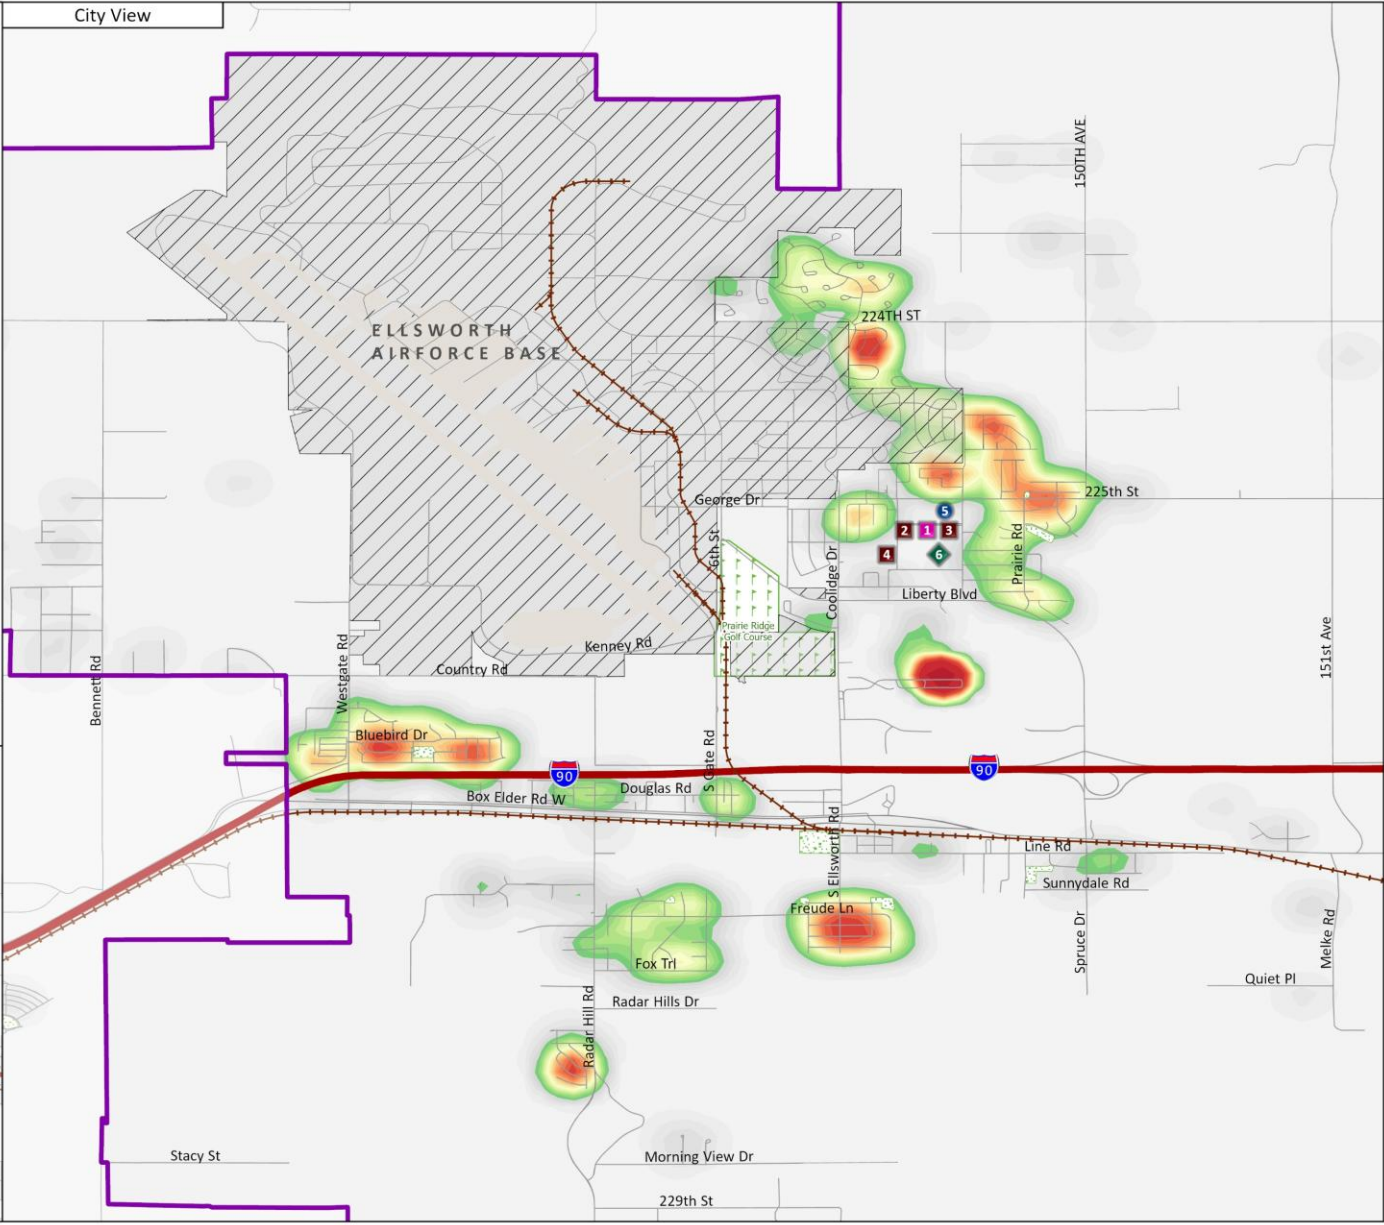 City View
150TH AVE
224TH ST
ELLSWORTH
AIRFORCE BASE
225th St
George Dr
5
2
1
3
4
6
6th St
Prairie Rd
Coolidge Dr
Liberty Blvd
Prairie Ridge
Golf Course
Kenney Rd
Country Rd
Westgate Rd
Bennett Rd
151st Ave
Bluebird Dr
S Gate Rd
90
90
Douglas Rd
Box Elder Rd W
S Ellsworth Rd
Line Rd
Sunnydale Rd
Freude Ln
Spruce Dr
Melke Rd
Fox Trl
Quiet Pl
Radar Hills Dr
Radar Hill Rd
Stacy St
Morning View Dr
229th St